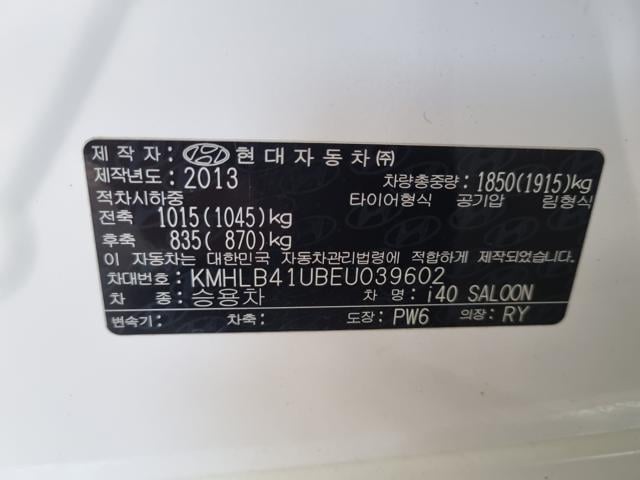 제 작 자 : HYUNDAI 현대자동차㈜
제작년도 : 2013 차량총중량: 1850(1915)kg
적차시하중 타이어형식 공기압 림형식
전축 1015(1045)kg
후축 835( 870)kg
이 자동차는 대한민국 자동차관리법령에 적합하게 제작되었음.
차대번호: KMHLB41UBEU039602
차 종: 승용차 차 명: i40 SALOON
변속기: 차축: 도장: PW6 의장: RY